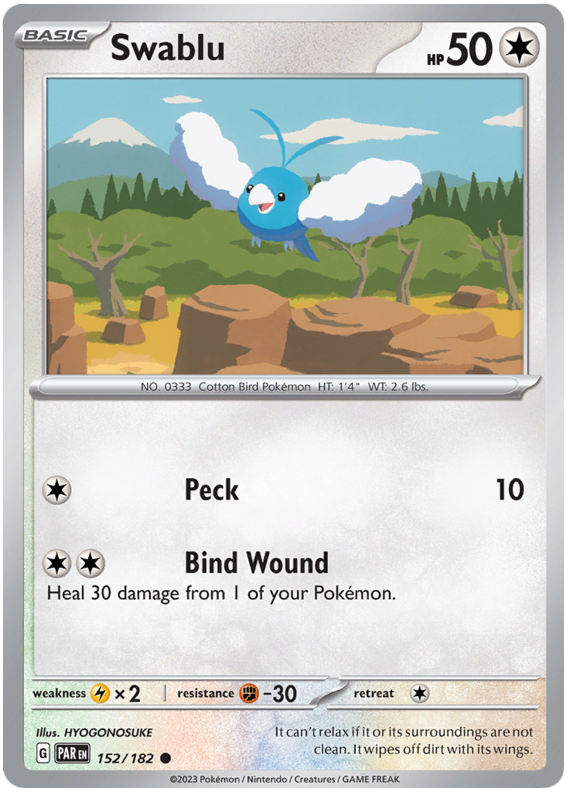 BASIC
Swablu
HP 50
NO. 0333 Cotton Bird Pokémon HT: 1'4" WT: 2.6 lbs.
Peck 10
Bind Wound
Heal 30 damage from 1 of your Pokémon.
weakness ×2 resistance -30 retreat
Illus. HYOGONOSUKE
It can't relax if it or its surroundings are not
clean. It wipes off dirt with its wings.
G PAR EN 152/182
©2023 Pokémon / Nintendo / Creatures / GAME FREAK